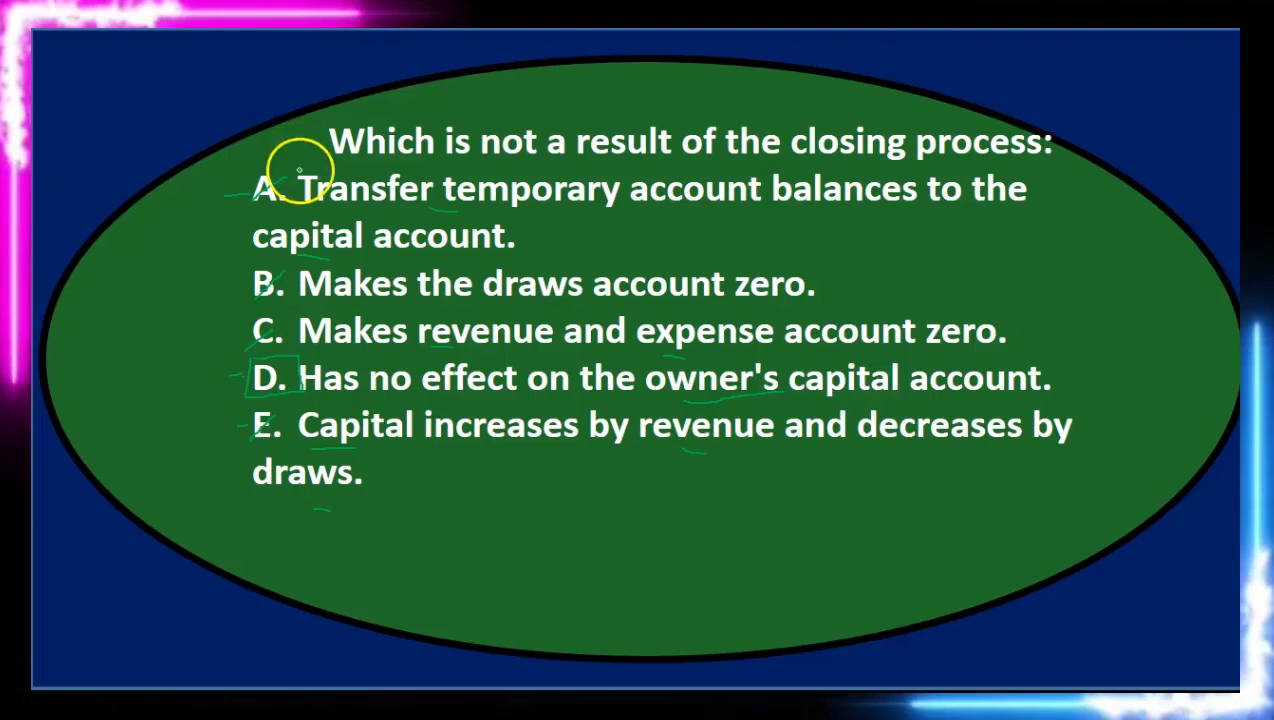 Which is not a result of the closing process:
A. Transfer temporary account balances to the
capital account.
B. Makes the draws account zero.
C. Makes revenue and expense account zero.
D. Has no effect on the owner's capital account.
E. Capital increases by revenue and decreases by
draws.